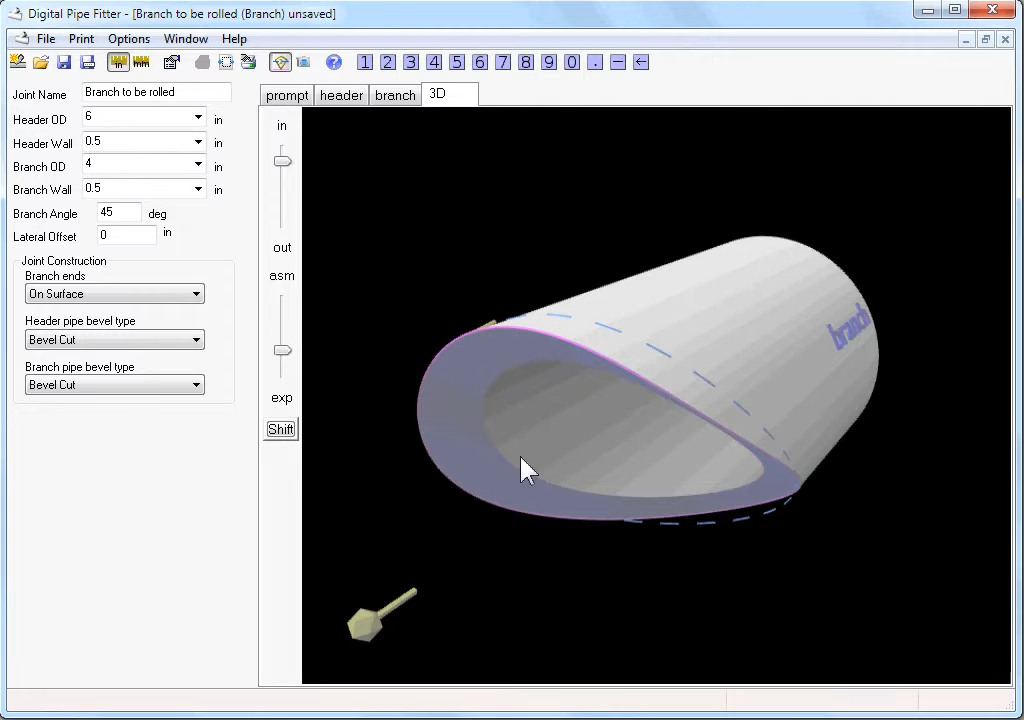 Digital Pipe Fitter - [Branch to be rolled (Branch) unsaved]
File Print Options Window Help
1 2 3 4 5 6 7 8 9 0 . – ←
Joint Name Branch to be rolled
Header OD 6 in
Header Wall 0.5 in
Branch OD 4 in
Branch Wall 0.5 in
Branch Angle 45 deg
Lateral Offset 0 in
Joint Construction
Branch ends
On Surface
Header pipe bevel type
Bevel Cut
Branch pipe bevel type
Bevel Cut
prompt header branch 3D
in
out
asm
exp
Shift
branch